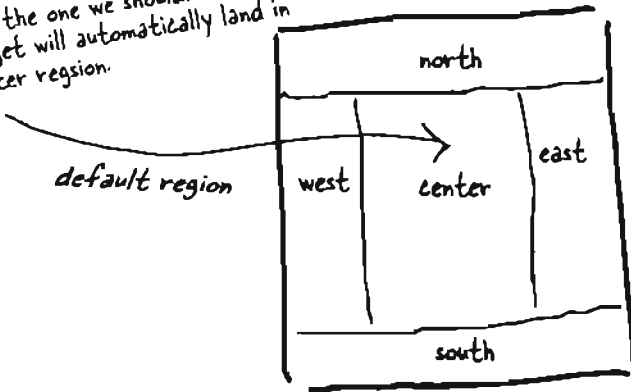 the one we should
get will automatically land in
ter regsion.
north
default region
west
center
east
south